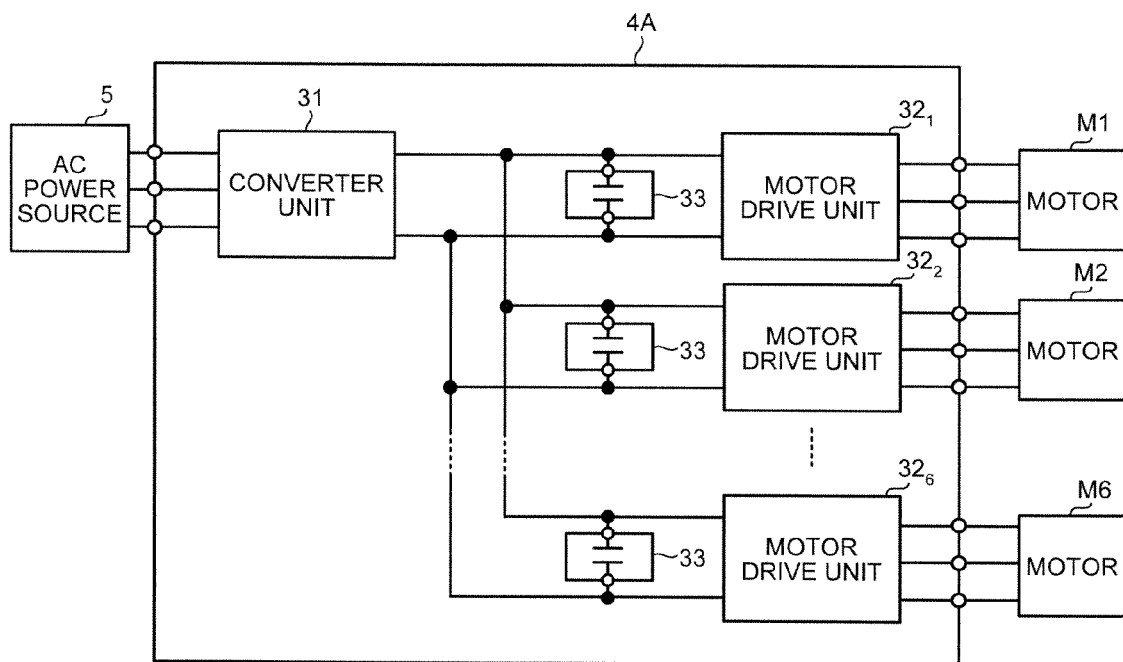 4A
5
31
32₁
M1
AC
POWER
SOURCE
CONVERTER
UNIT
33
MOTOR
DRIVE UNIT
MOTOR
32₂
M2
33
MOTOR
DRIVE UNIT
MOTOR
32₆
M6
33
MOTOR
DRIVE UNIT
MOTOR